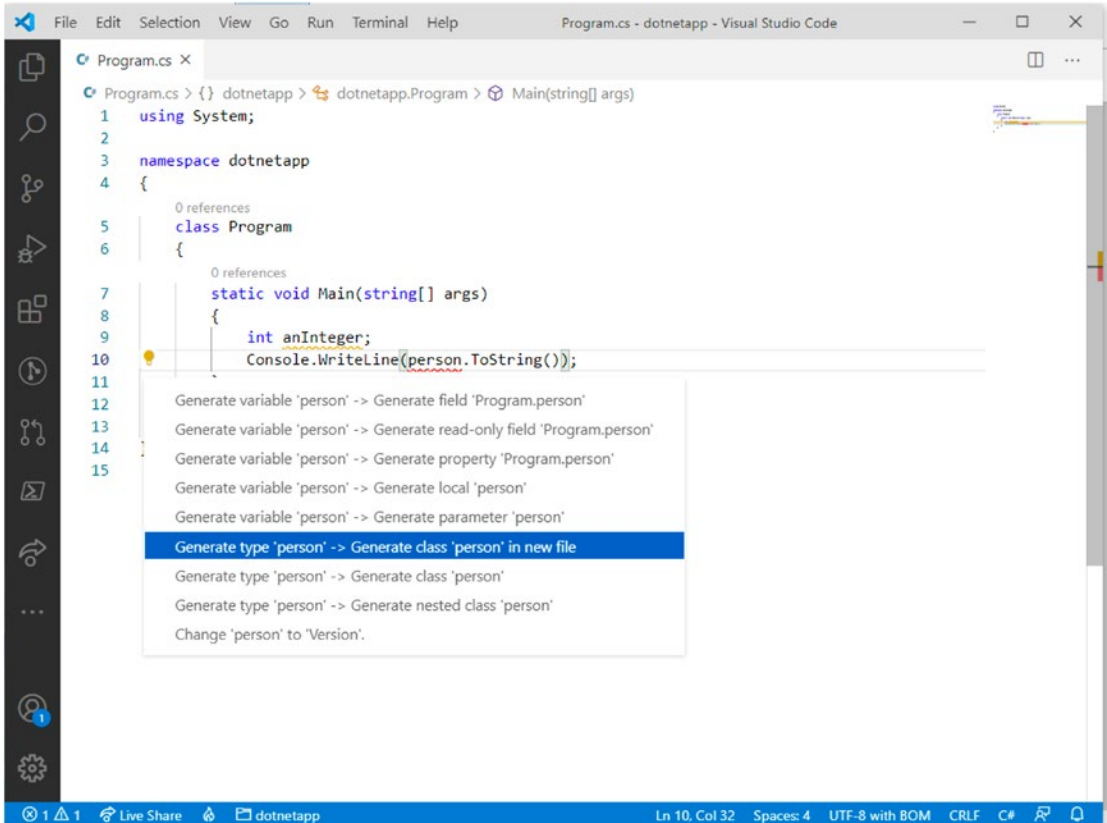 File Edit Selection View Go Run Terminal Help Program.cs - dotnetapp - Visual Studio Code
C# Program.cs
C# Program.cs > {} dotnetapp > dotnetapp.Program > Main(string[] args)
1 using System;
2
3 namespace dotnetapp
4 {
0 references
5 class Program
6 {
0 references
7 static void Main(string[] args)
8 {
9 int anInteger;
10 Console.WriteLine(person.ToString());
11
12
13
14
15
Generate variable 'person' -> Generate field 'Program.person'
Generate variable 'person' -> Generate read-only field 'Program.person'
Generate variable 'person' -> Generate property 'Program.person'
Generate variable 'person' -> Generate local 'person'
Generate variable 'person' -> Generate parameter 'person'
Generate type 'person' -> Generate class 'person' in new file
Generate type 'person' -> Generate class 'person'
Generate type 'person' -> Generate nested class 'person'
Change 'person' to 'Version'.
1
1 1 Live Share dotnetapp Ln 10, Col 32 Spaces: 4 UTF-8 with BOM CRLF C#